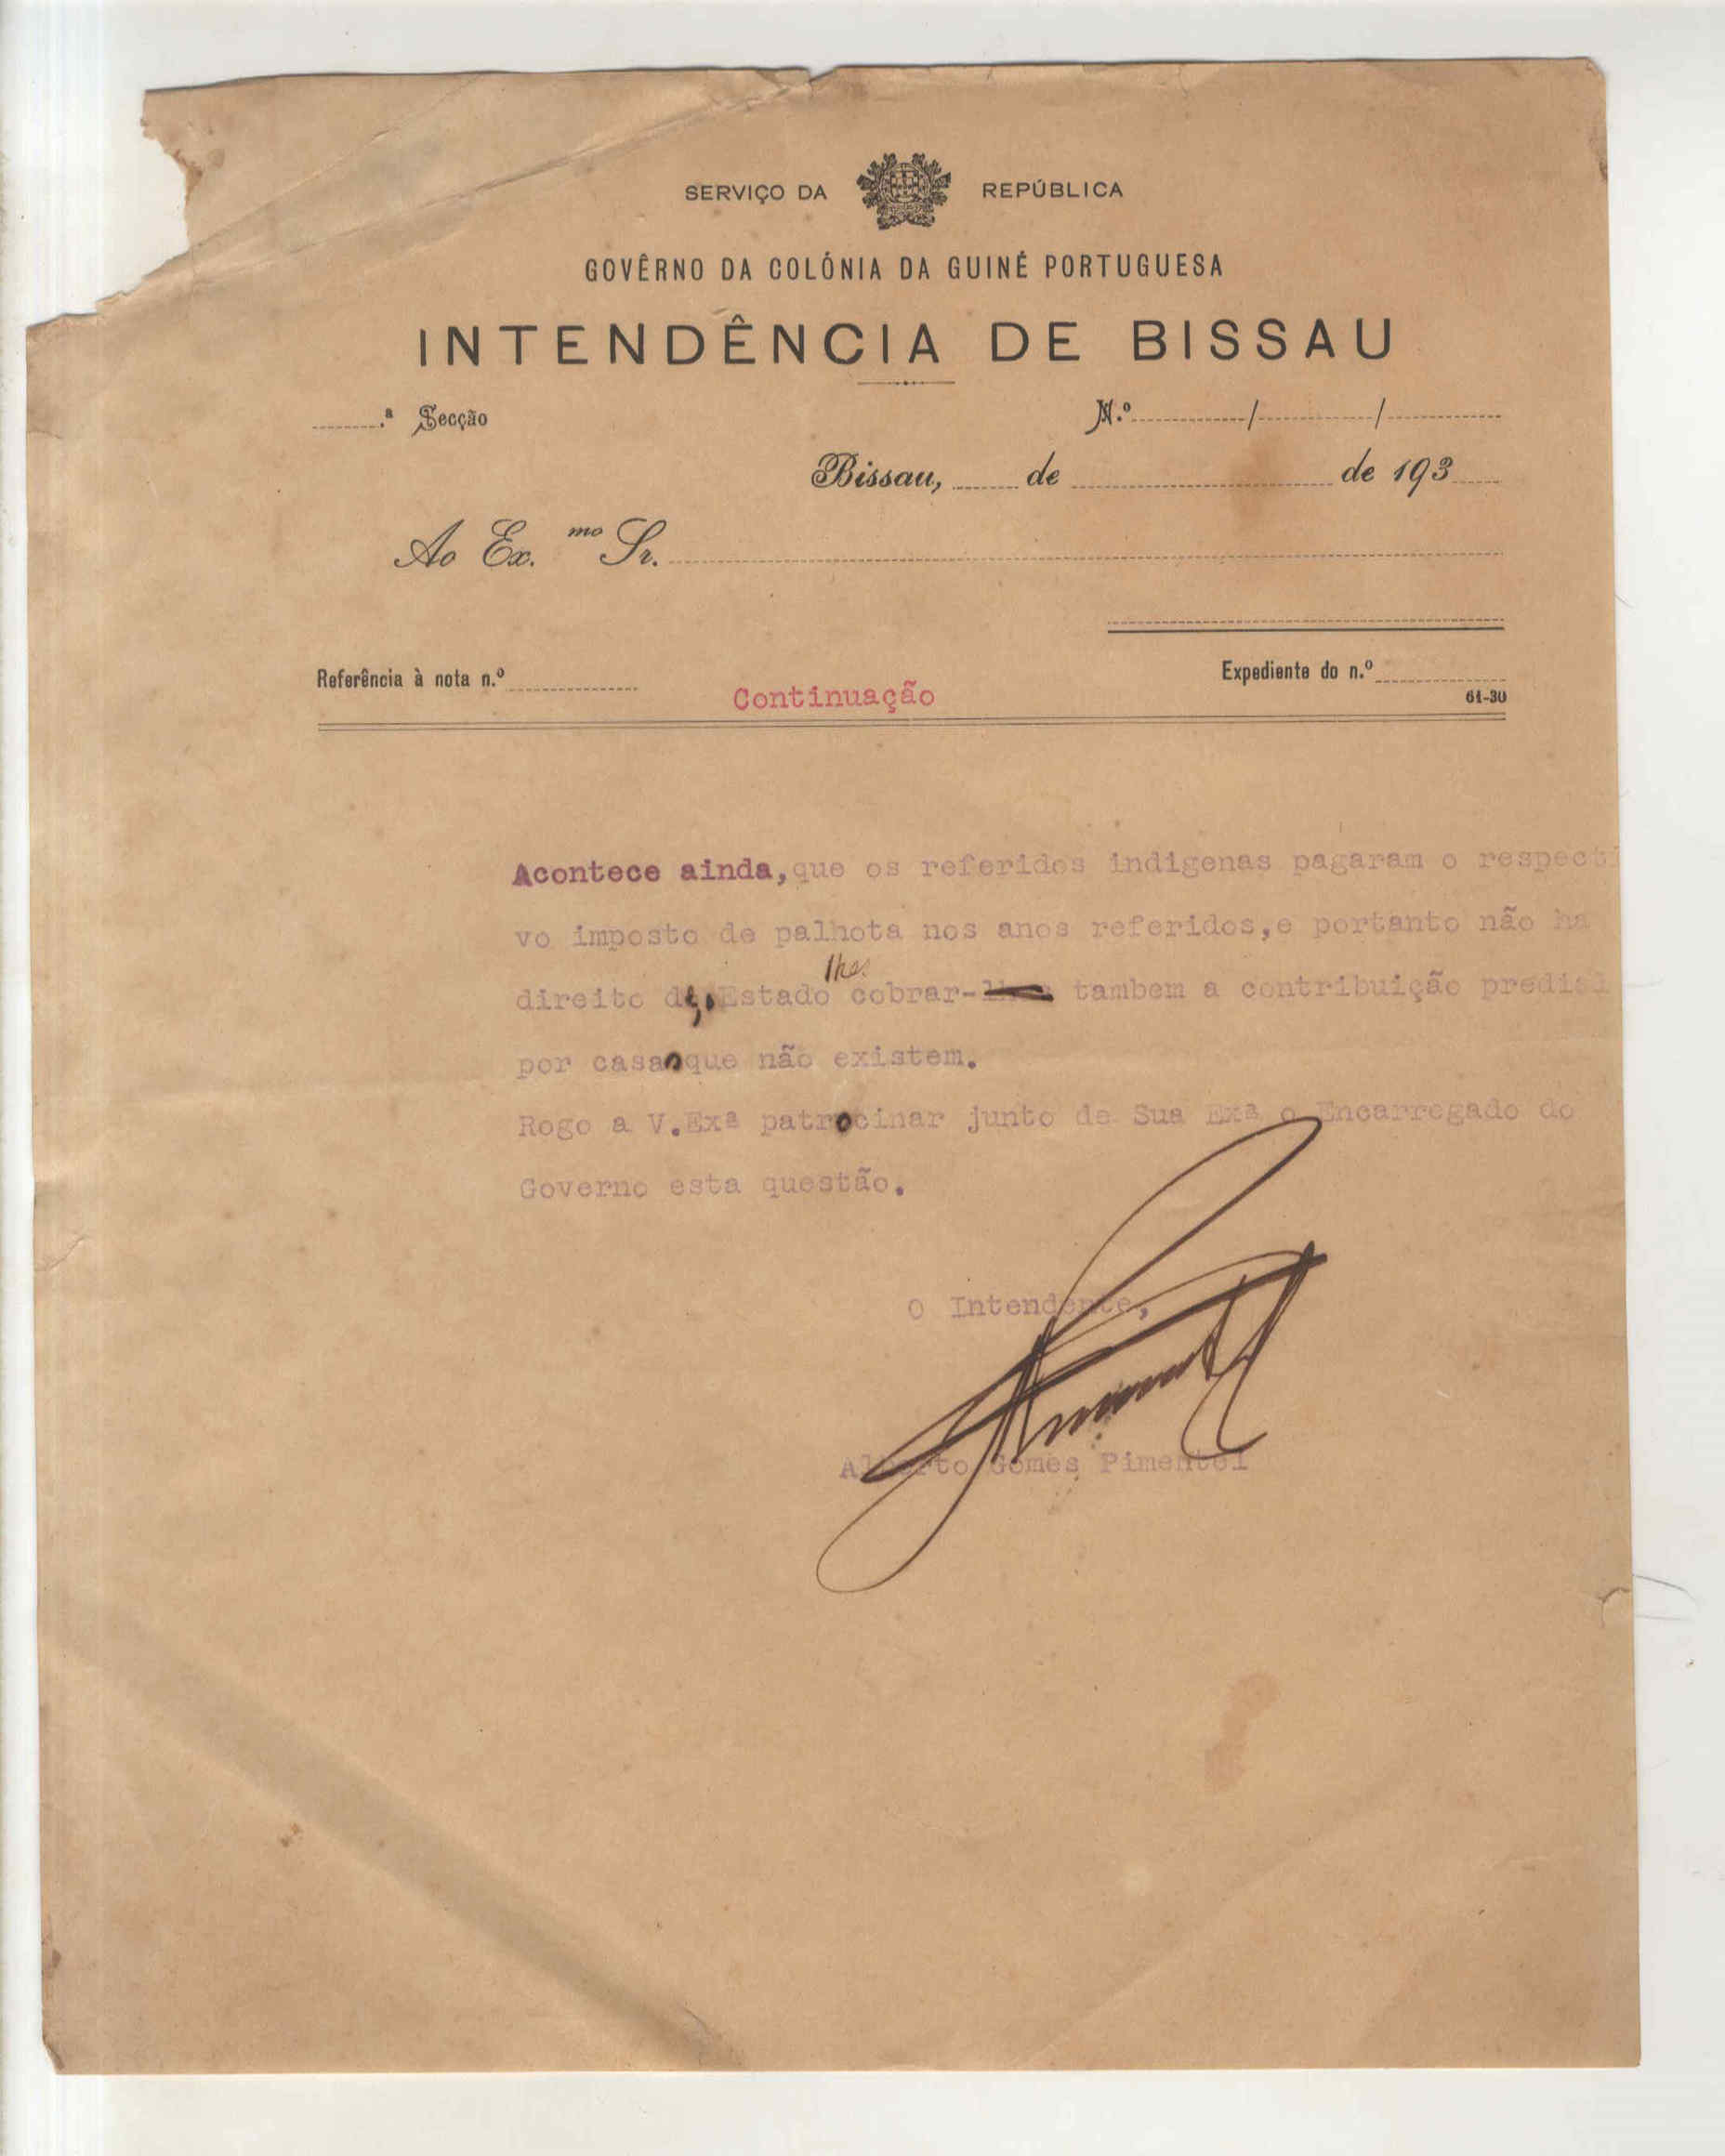 SERVIÇO DA REPÚBLICA
GOVÊRNO DA COLÓNIA DA GUINÉ PORTUGUESA
INTENDÊNCIA DE BISSAU
.ª Secção N.º / /
Bissau, de de 193
Ao Ex.mo Sr.
Referência à nota n.º Expediente do n.º
Continuação 61-30
Acontece ainda,que os referidos indigenas pagaram o respecti
vo imposto de palhota nos anos referidos,e portanto não ha
lhes
direito de, o Estado cobrar- tambem a contribuição predial
por casas que não existem.
Rogo a V.Exª patrocinar junto de Sua Exª o Encarregado do
Governo esta questão.
O Intendente,
Alberto Gomes Pimentel